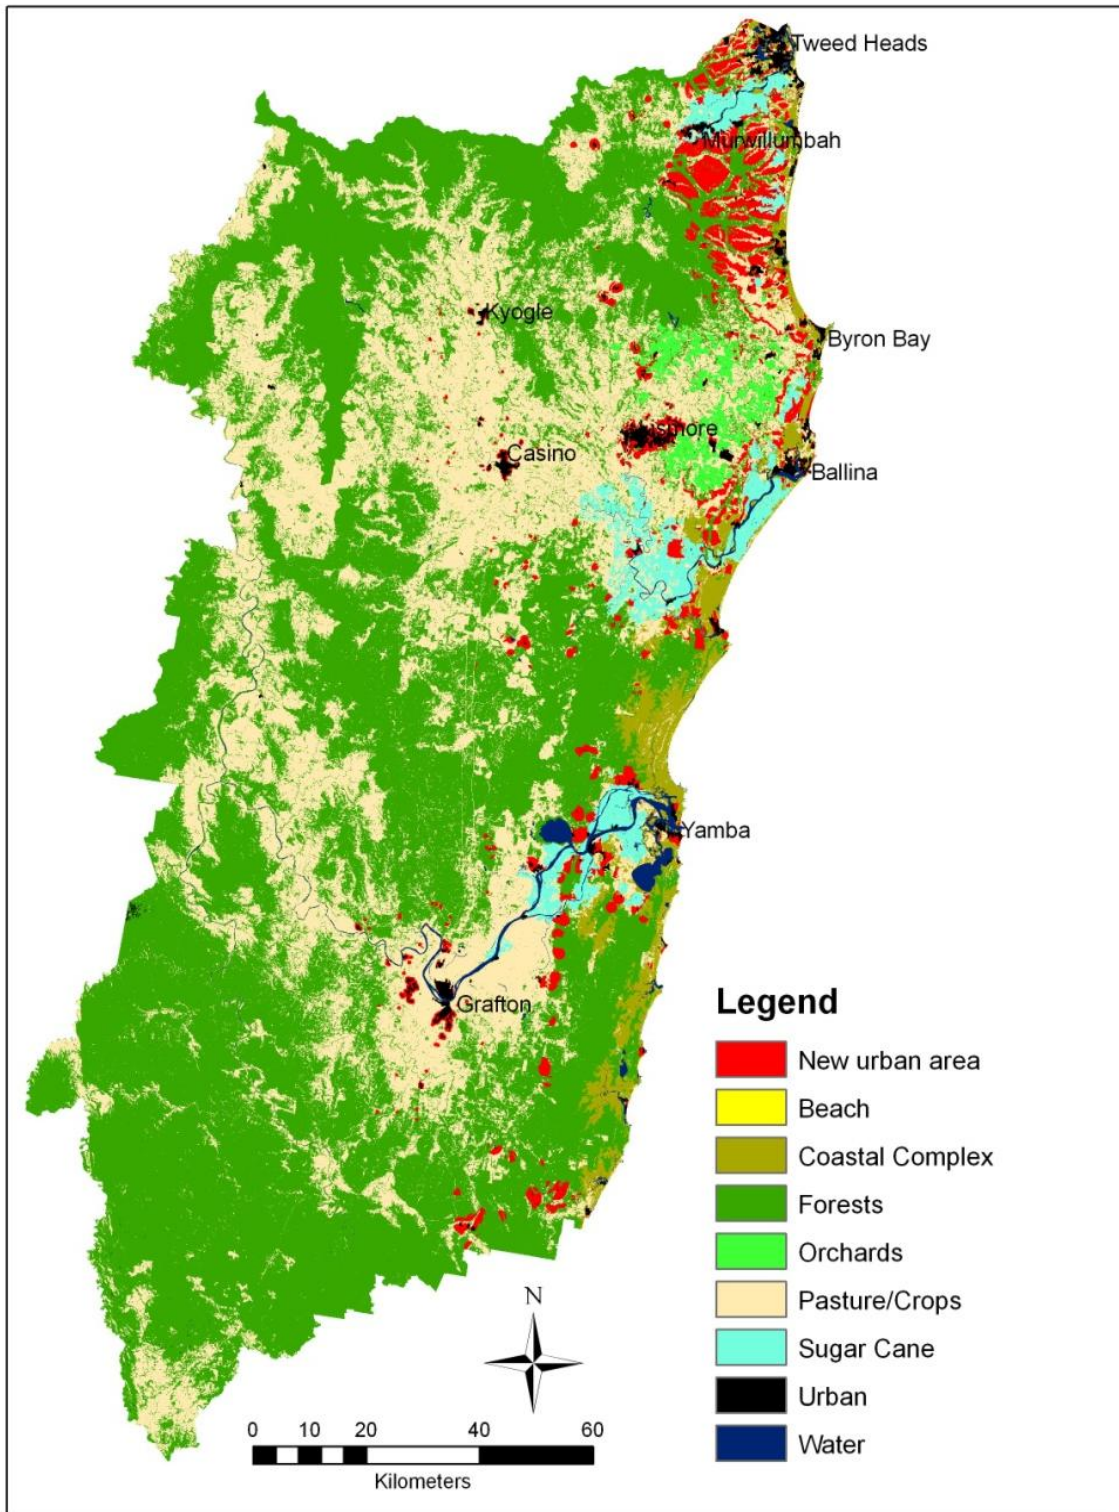 Tweed Heads
Murwillumbah
Kyogle
Byron Bay
Lismore
Casino
Ballina
Yamba
Grafton
Legend
New urban area
Beach
Coastal Complex
Forests
Orchards
Pasture/Crops
Sugar Cane
Urban
Water
N
0 10 20 40 60
Kilometers